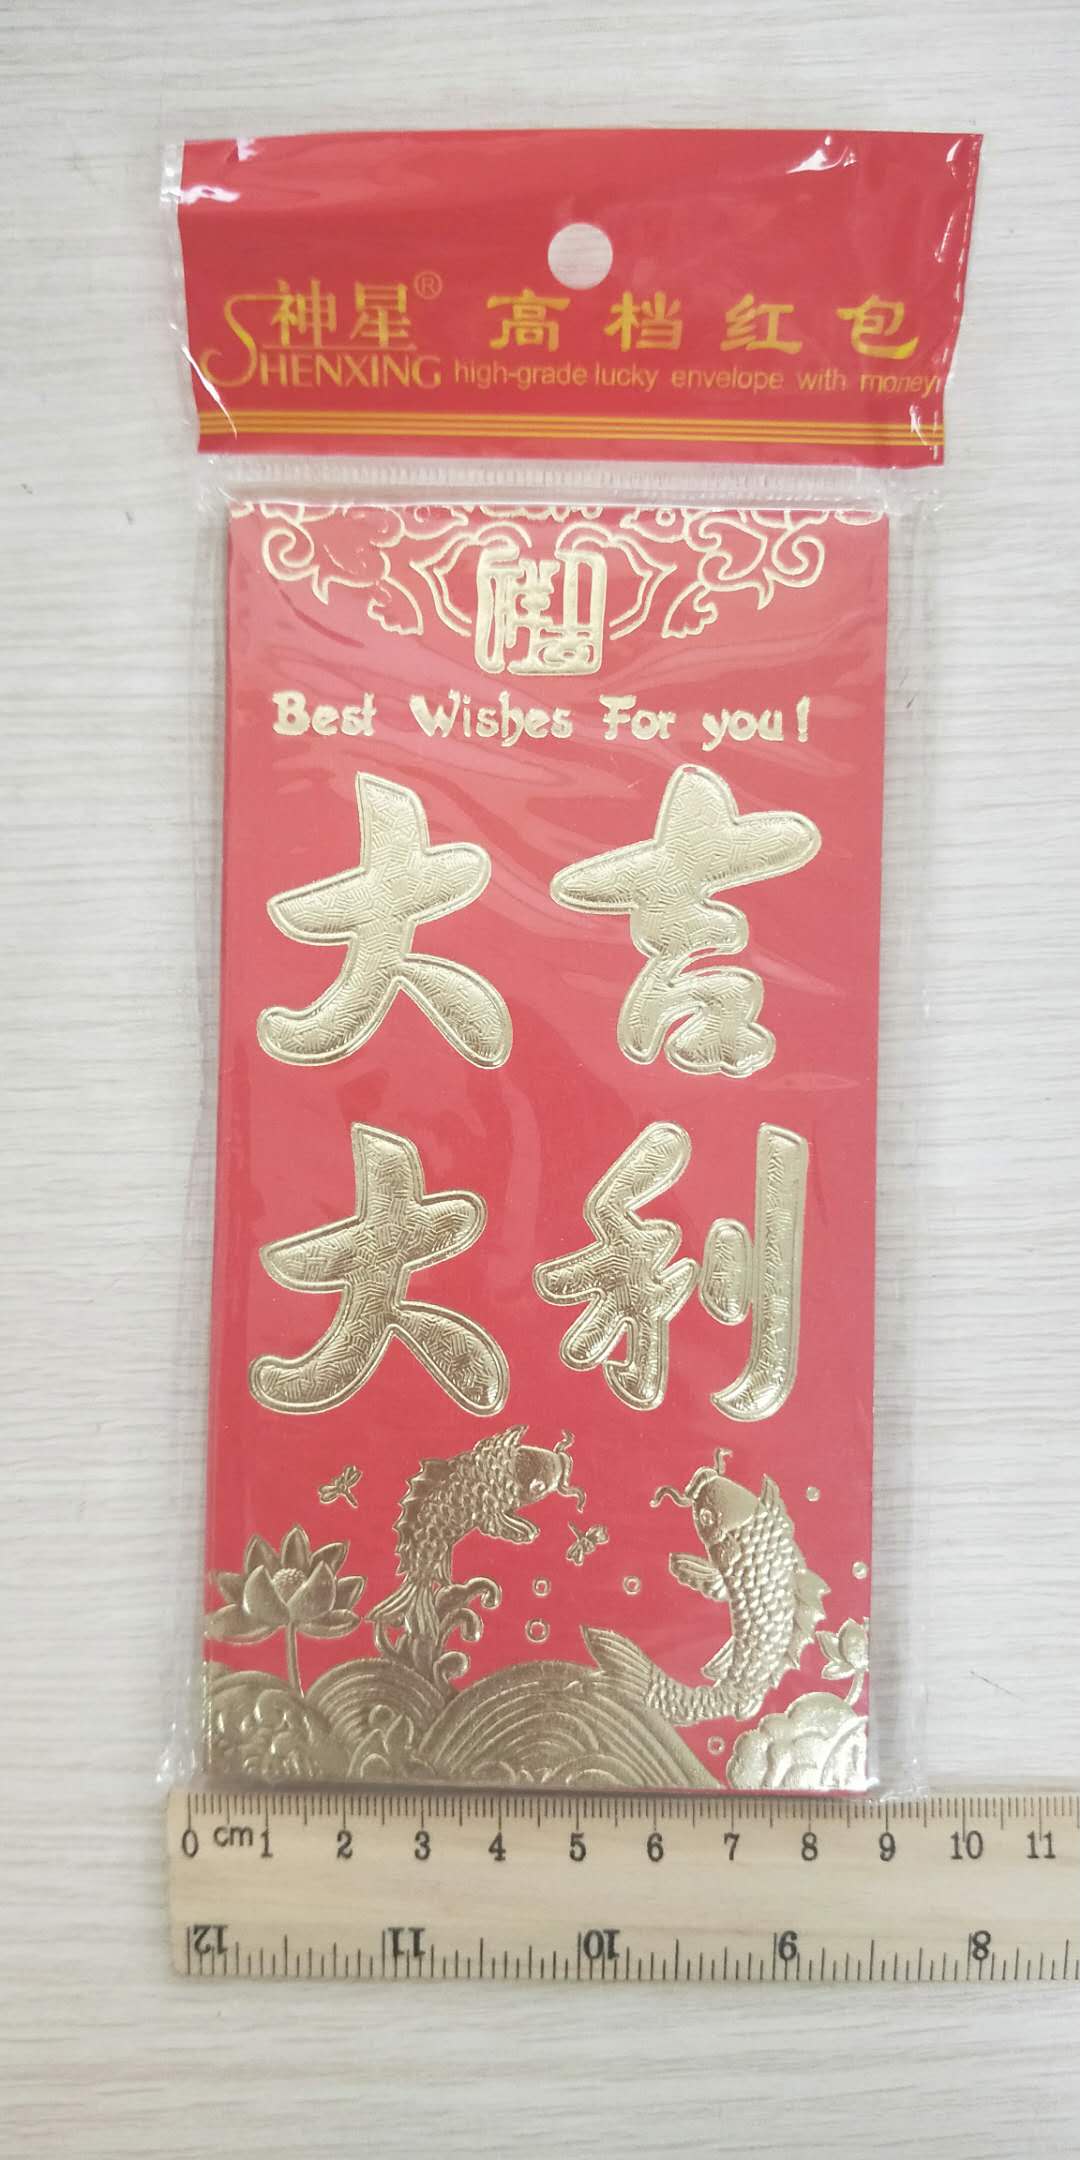 神星® 高档红包
SHENXING high-grade lucky envelope with money
Best Wishes For you!
大吉
大利
0 cm 1 2 3 4 5 6 7 8 9 10 11
12 11 10 9 8